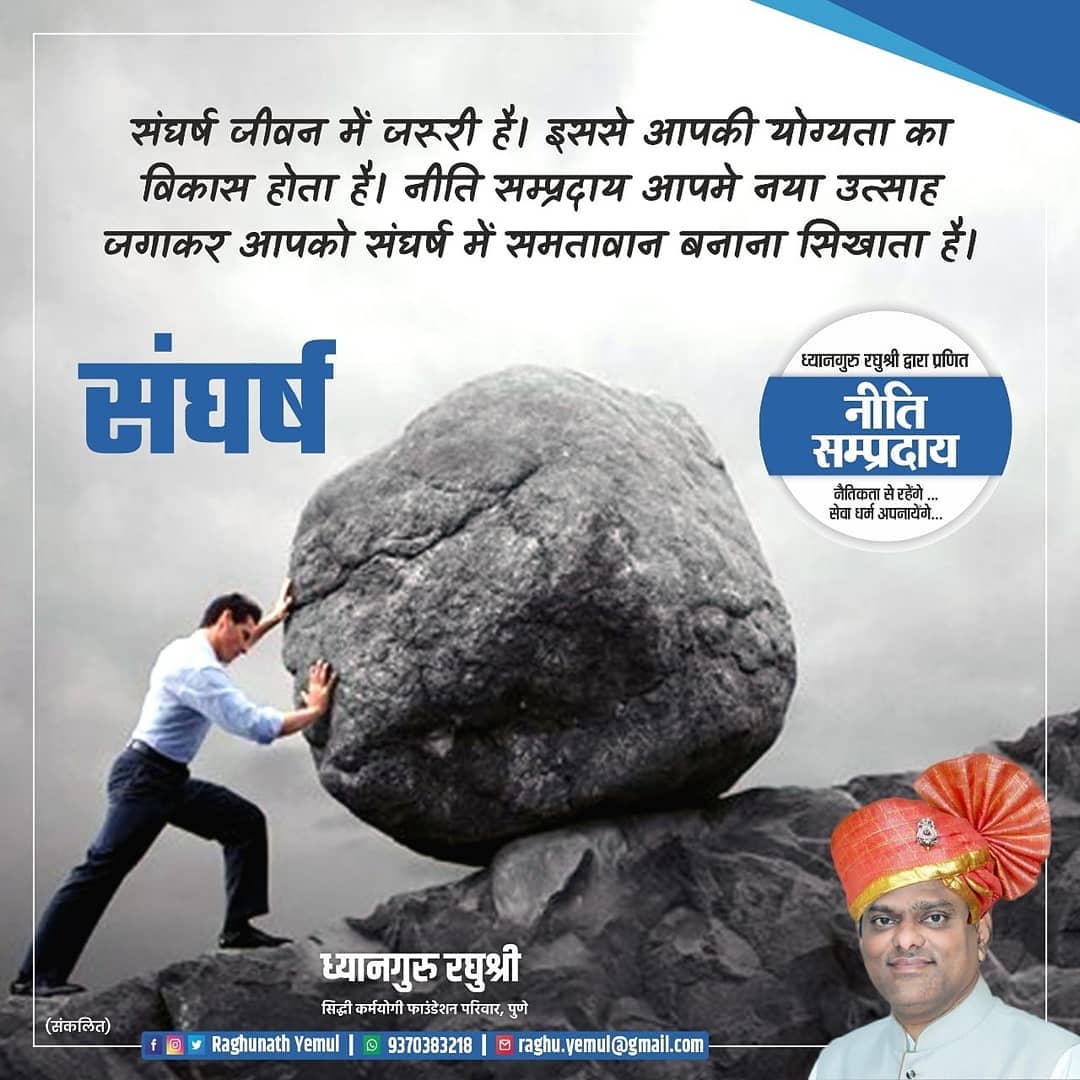 संघर्ष जीवन में जरूरी है। इससे आपकी योग्यता का
विकास होता है। नीति सम्प्रदाय आपमे नया उत्साह
जगाकर आपको संघर्ष में समतावान बनाना सिखाता है।
संघर्ष
ध्यानगुरु रघुश्री द्वारा प्रणित
नीति
सम्प्रदाय
नैतिकता से रहेंगे ...
सेवा धर्म अपनायेंगे...
ध्यानगुरु रघुश्री
सिद्धी कर्मयोगी फाउंडेशन परिवार, पुणे
(संकलित)
Raghunath Yemul | 9370383218 | raghu.yemul@gmail.com